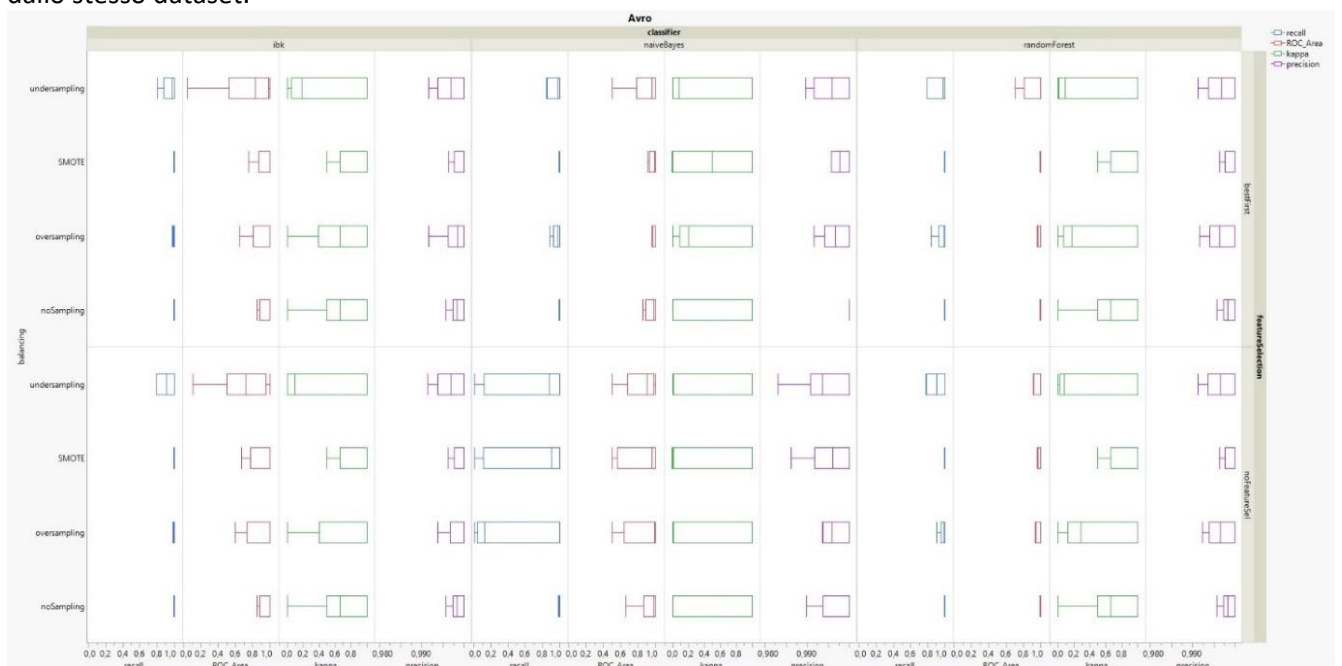 dallo stesso dataset.
Avro
classifier
ibk naiveBayes randomForest
recall
ROC_Area
kappa
precision
undersampling
SMOTE
oversampling
noSampling
undersampling
SMOTE
oversampling
noSampling
balancing
bestFirst
noFeatureSel
featureSelection
0,0 0,2 0,4 0,6 0,8 1,0 0,0 0,2 0,4 0,6 0,8 1,0 0,0 0,2 0,4 0,6 0,8 0,980 0,990 0,0 0,2 0,4 0,6 0,8 1,0 0,0 0,2 0,4 0,6 0,8 1,0 0,0 0,2 0,4 0,6 0,8 0,980 0,990 0,0 0,2 0,4 0,6 0,8 1,0 0,0 0,2 0,4 0,6 0,8 1,0 0,0 0,2 0,4 0,6 0,8 0,980 0,990
recall ROC_Area kappa precision recall ROC_Area kappa precision recall ROC_Area kappa precision